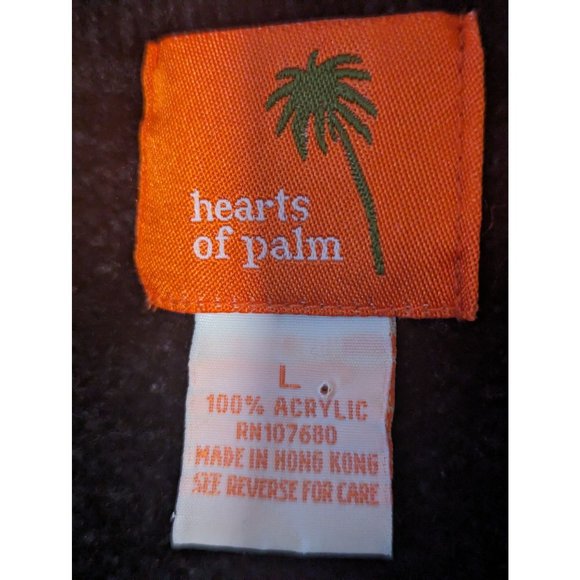 hearts
of palm
L
100% ACRYLIC
RN107680
MADE IN HONG KONG
SEE REVERSE FOR CARE